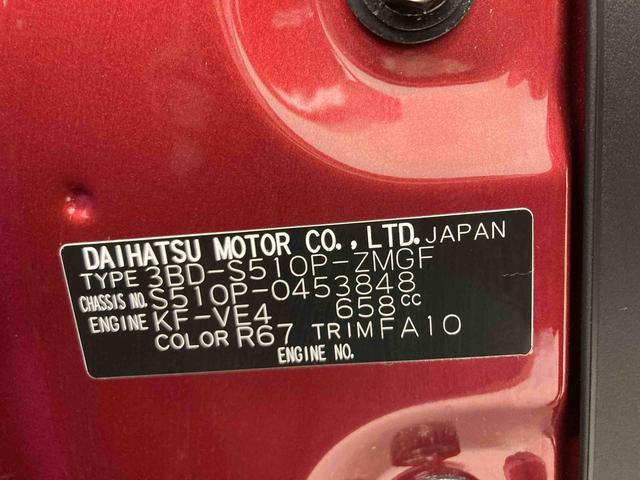 DAIHATSU MOTOR CO., LTD. JAPAN
TYPE 3BD-S510P-ZMGF
CHASSIS NO. S510P-0453848
ENGINE KF-VE4 658cc
COLOR R67 TRIM FA10
ENGINE NO.